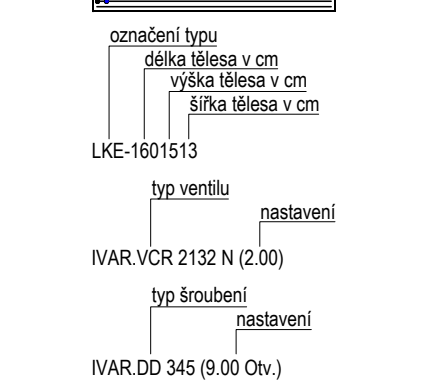 označení typu
délka tělesa v cm
výška tělesa v cm
šířka tělesa v cm
LKE-1601513
typ ventilu
nastavení
IVAR.VCR 2132 N (2.00)
typ šroubení
nastavení
IVAR.DD 345 (9.00 Otv.)